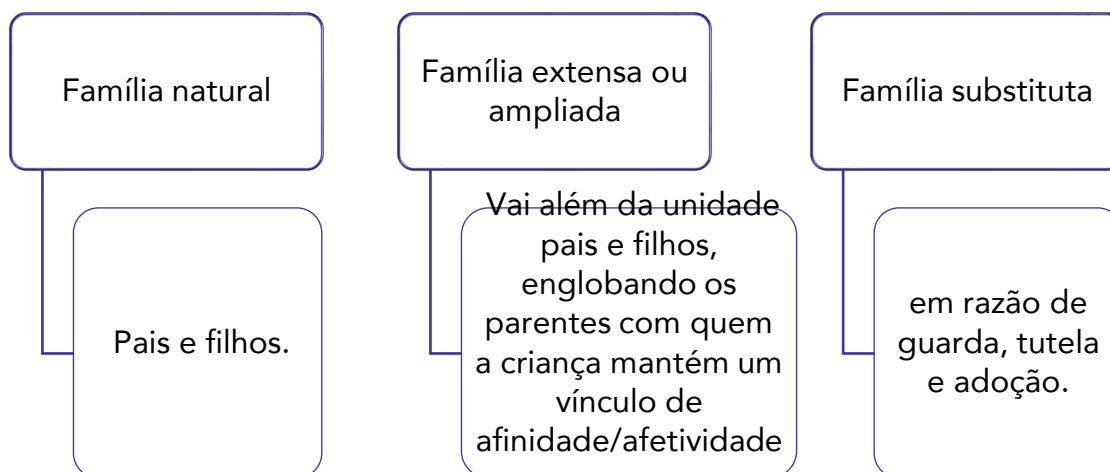 Família natural
Pais e filhos.
Família extensa ou
ampliada
Vai além da unidade
pais e filhos,
englobando os
parentes com quem
a criança mantém um
vínculo de
afinidade/afetividade
Família substituta
em razão de
guarda, tutela
e adoção.